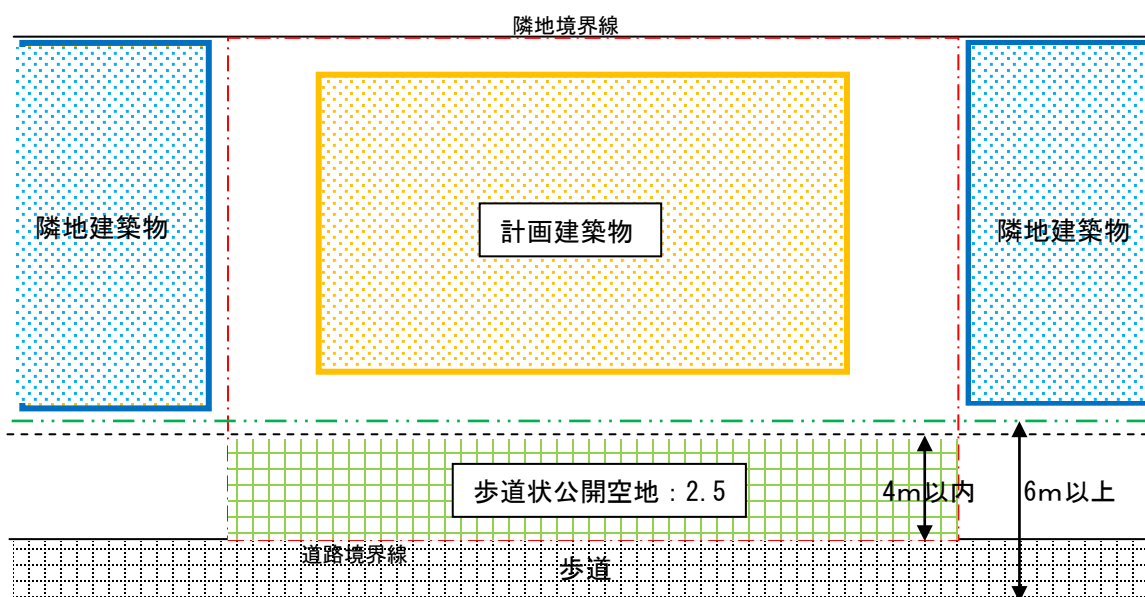 隣地境界線
隣地建築物
計画建築物
隣地建築物
歩道状公開空地：2.5
4ｍ以内
6ｍ以上
道路境界線
歩道